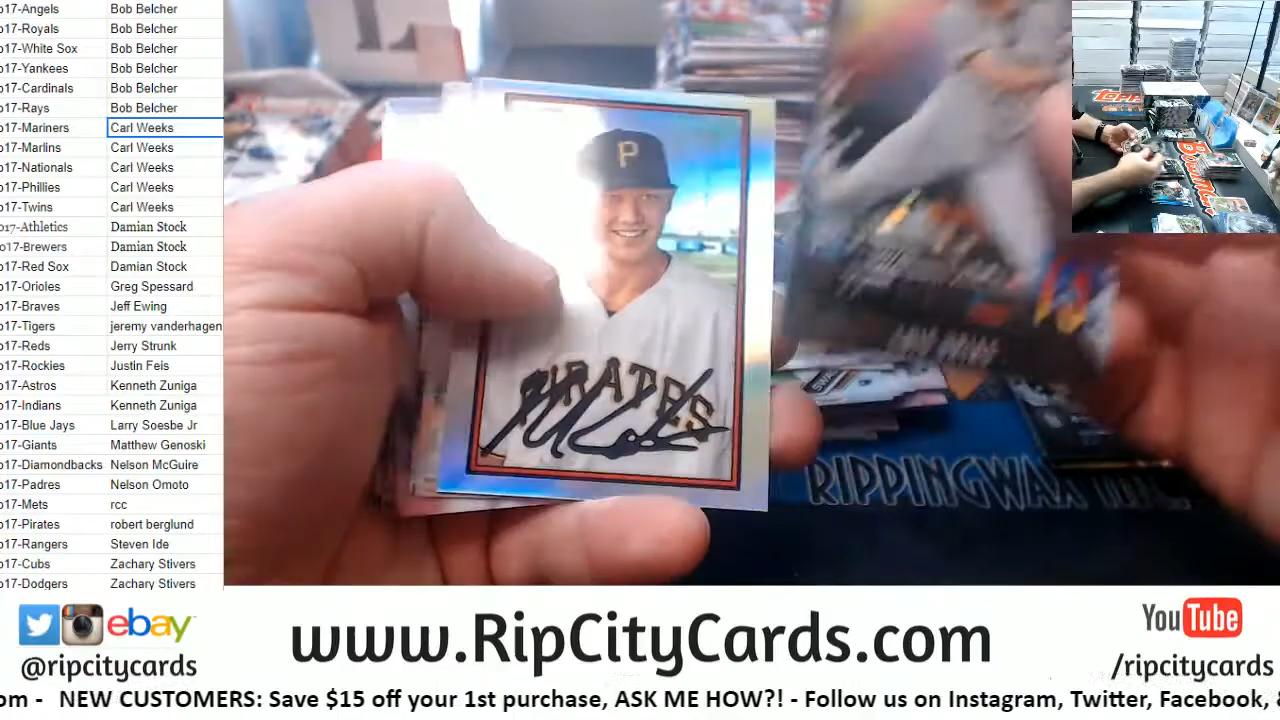 o17-Angels Bob Belcher
o17-Royals Bob Belcher
o17-White Sox Bob Belcher
o17-Yankees Bob Belcher
o17-Cardinals Bob Belcher
o17-Rays Bob Belcher
o17-Mariners Carl Weeks
o17-Marlins Carl Weeks
o17-Nationals Carl Weeks
o17-Phillies Carl Weeks
o17-Twins Carl Weeks
o17-Athletics Damian Stock
o17-Brewers Damian Stock
o17-Red Sox Damian Stock
o17-Orioles Greg Spessard
o17-Braves Jeff Ewing
o17-Tigers jeremy vanderhagen
o17-Reds Jerry Strunk
o17-Rockies Justin Feis
o17-Astros Kenneth Zuniga
o17-Indians Kenneth Zuniga
o17-Blue Jays Larry Soesbe Jr
o17-Giants Matthew Genoski
o17-Diamondbacks Nelson McGuire
o17-Padres Nelson Omoto
o17-Mets rcc
o17-Pirates robert berglund
o17-Rangers Steven Ide
o17-Cubs Zachary Stivers
o17-Dodgers Zachary Stivers
P
PIRATES
RIPPINGWAX
Topps
BOWMAN
ebay
@ripcitycards
www.RipCityCards.com
YouTube
/ripcitycards
om - NEW CUSTOMERS: Save $15 off your 1st purchase, ASK ME HOW?! - Follow us on Instagram, Twitter, Facebook, &